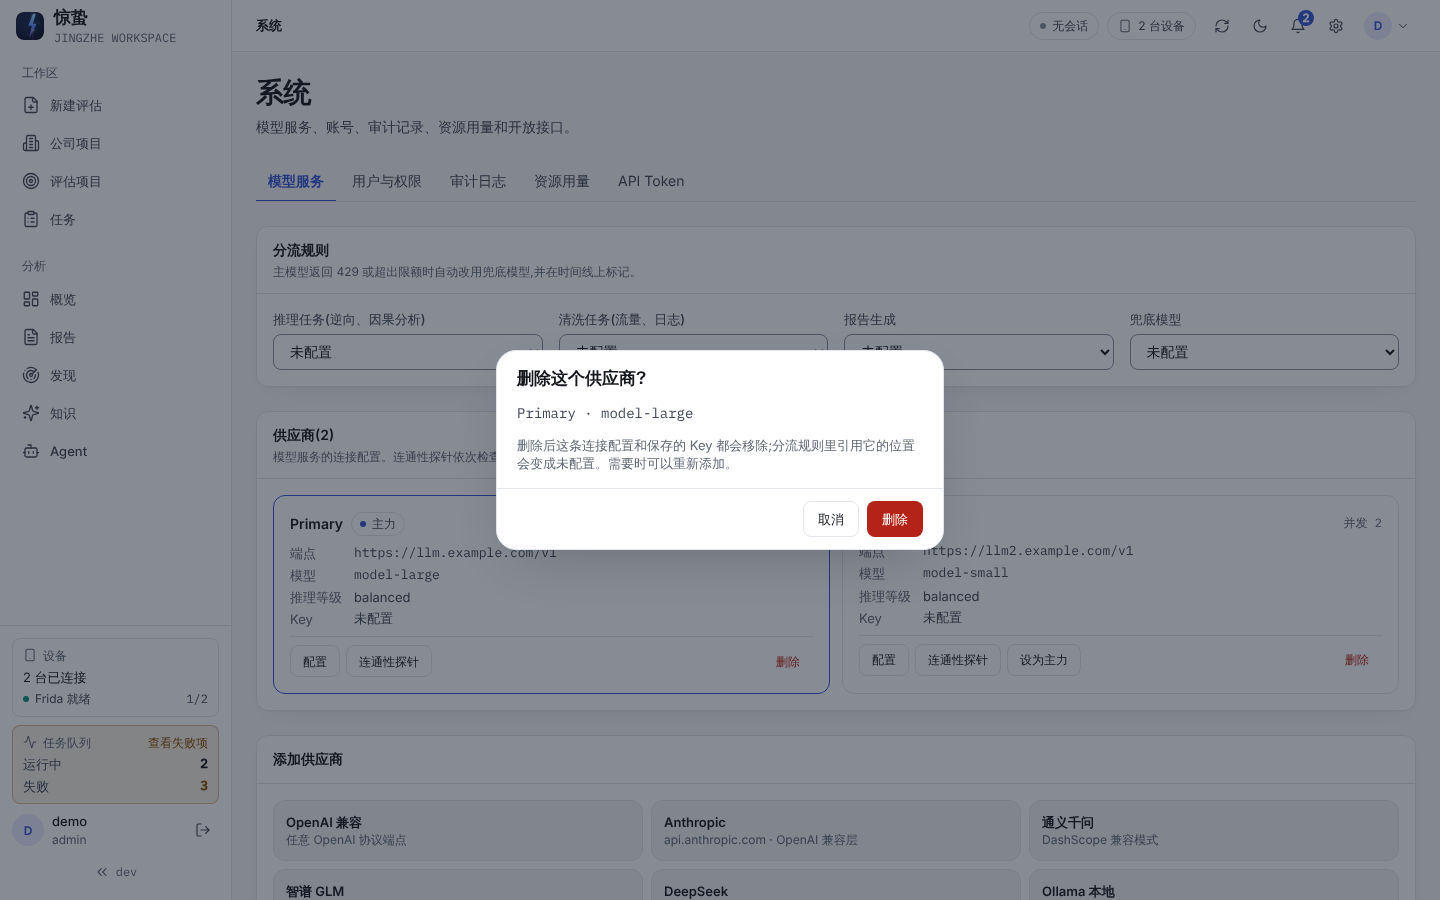 惊蛰
JINGZHE WORKSPACE
工作区
新建评估
公司项目
评估项目
任务
分析
概览
报告
发现
知识
Agent
设备
2 台已连接
Frida 就绪 1/2
任务队列 查看失败项
运行中 2
失败 3
D
demo
admin
dev
系统
无会话
2 台设备
2
D
系统
模型服务、账号、审计记录、资源用量和开放接口。
模型服务 用户与权限 审计日志 资源用量 API Token
分流规则
主模型返回 429 或超出限额时自动改用兜底模型,并在时间线上标记。
推理任务(逆向、因果分析) 清洗任务(流量、日志) 报告生成 兜底模型
未配置 未配置 未配置 未配置
供应商(2)
模型服务的连接配置。连通性探针依次检查
Primary 主力
端点 https://llm.example.com/v1
模型 model-large
推理等级 balanced
Key 未配置
配置 连通性探针 删除
并发 2
端点 https://llm2.example.com/v1
模型 model-small
推理等级 balanced
Key 未配置
配置 连通性探针 设为主力 删除
删除这个供应商?
Primary · model-large
删除后这条连接配置和保存的 Key 都会移除;分流规则里引用它的位置
会变成未配置。需要时可以重新添加。
取消 删除
添加供应商
OpenAI 兼容
任意 OpenAI 协议端点
Anthropic
api.anthropic.com · OpenAI 兼容层
通义千问
DashScope 兼容模式
智谱 GLM
DeepSeek
Ollama 本地